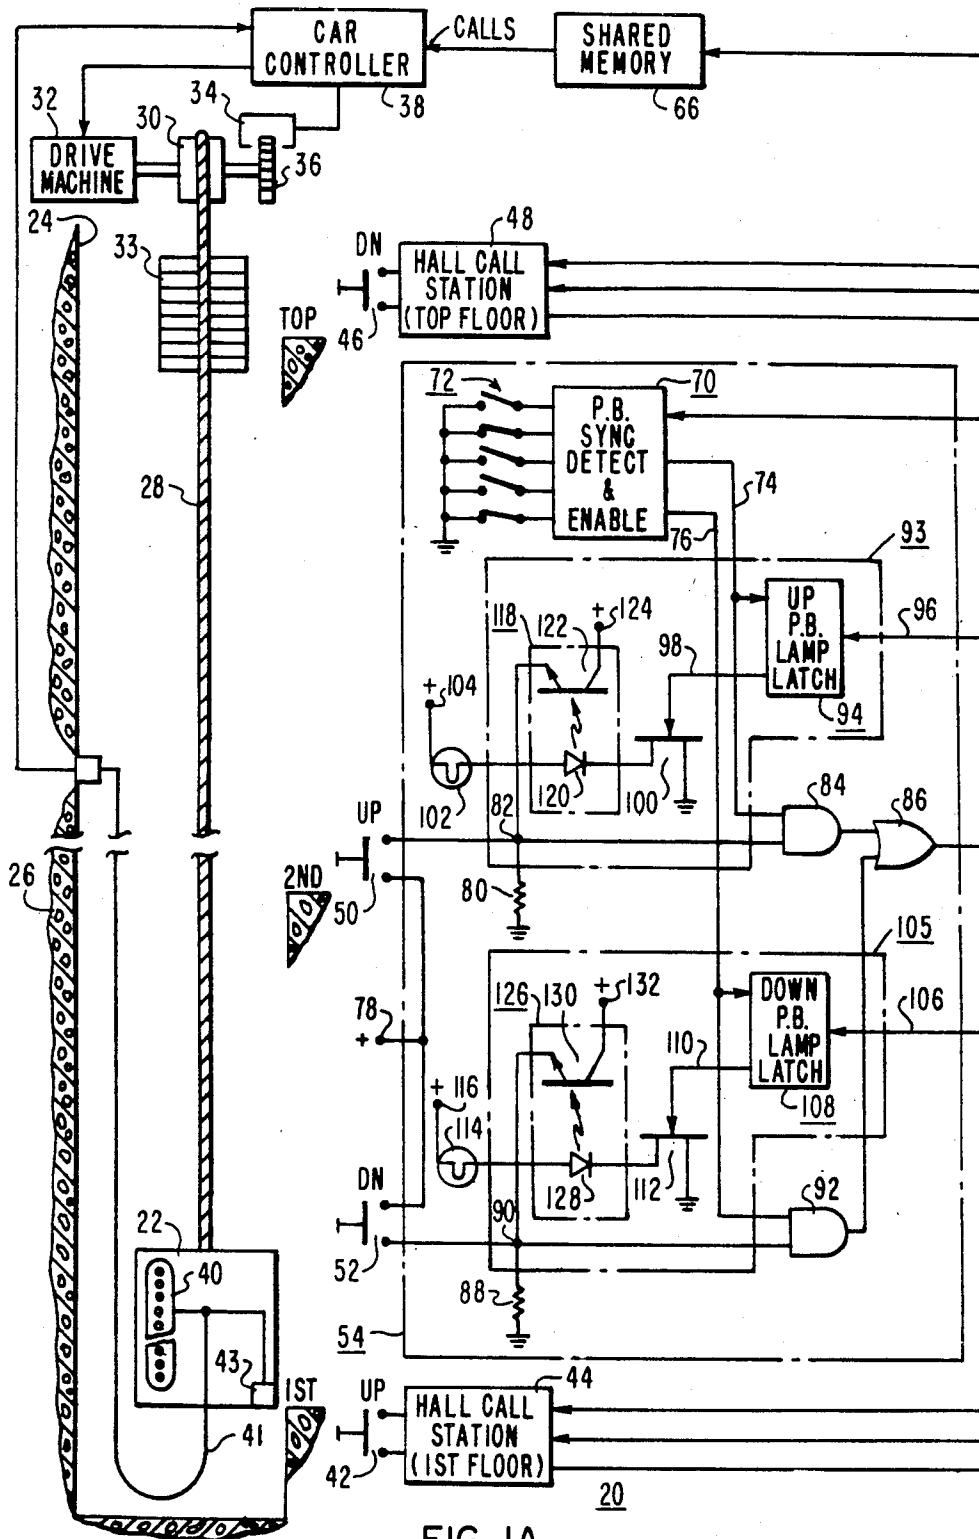 CAR
CONTROLLER
38
CALLS
SHARED
MEMORY
66
32
DRIVE
MACHINE
30
34
36
24
33
28
TOP
DN
46
48
HALL CALL
STATION
(TOP FLOOR)
72
70
P.B.
SYNC
DETECT
&
ENABLE
74
76
93
118
122
+
124
UP
P.B.
LAMP
LATCH
94
96
98
+
104
102
120
100
82
84
86
UP
50
80
26
2ND
105
78
+
126
130
+
132
DOWN
P.B.
LAMP
LATCH
108
106
110
+
116
114
128
112
DN
52
90
92
88
54
22
40
43
41
1ST
UP
42
44
HALL CALL
STATION
(1ST FLOOR)
20
FIG. 1A